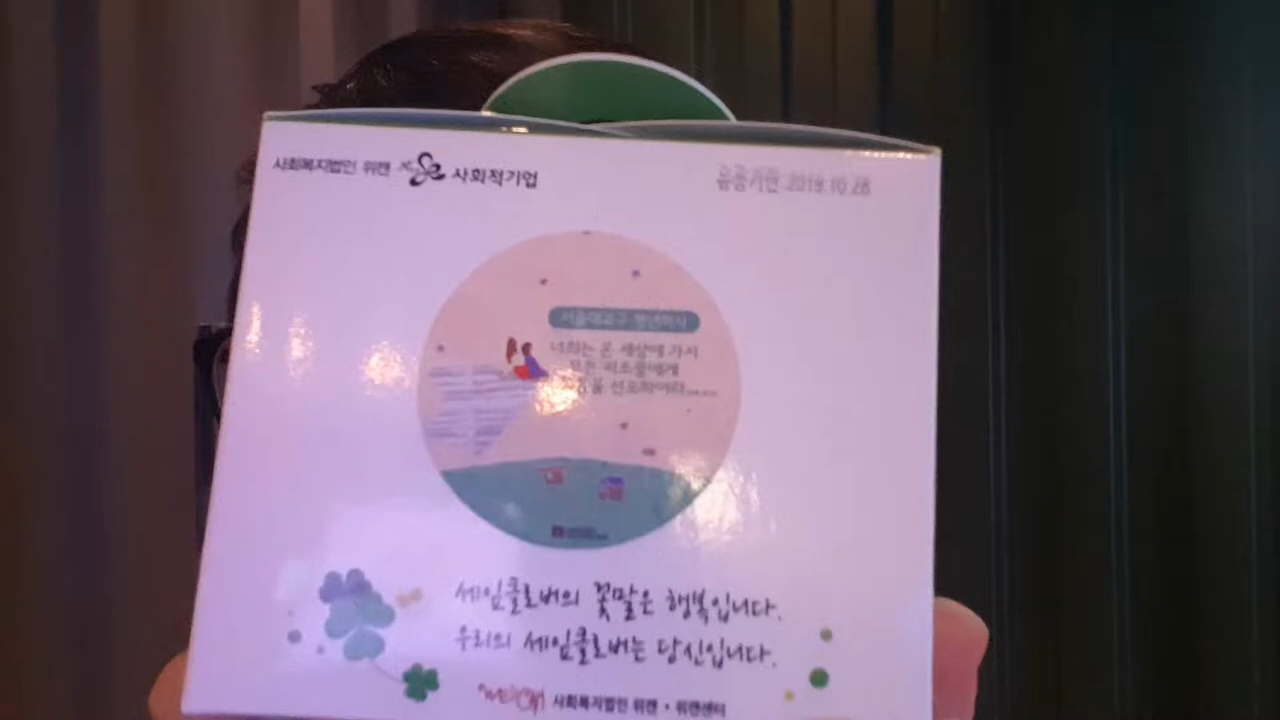 사회복지법인 위캔 사회적기업
유통기한 2019.10.28
서울대교구 청년부서
너희는 온 세상에 가서
모든 피조물에게
선포하여라
세잎클로버의 꽃말은 행복입니다.
우리의 세잎클로버는 당신입니다.
사회복지법인 위캔 • 위캔센터